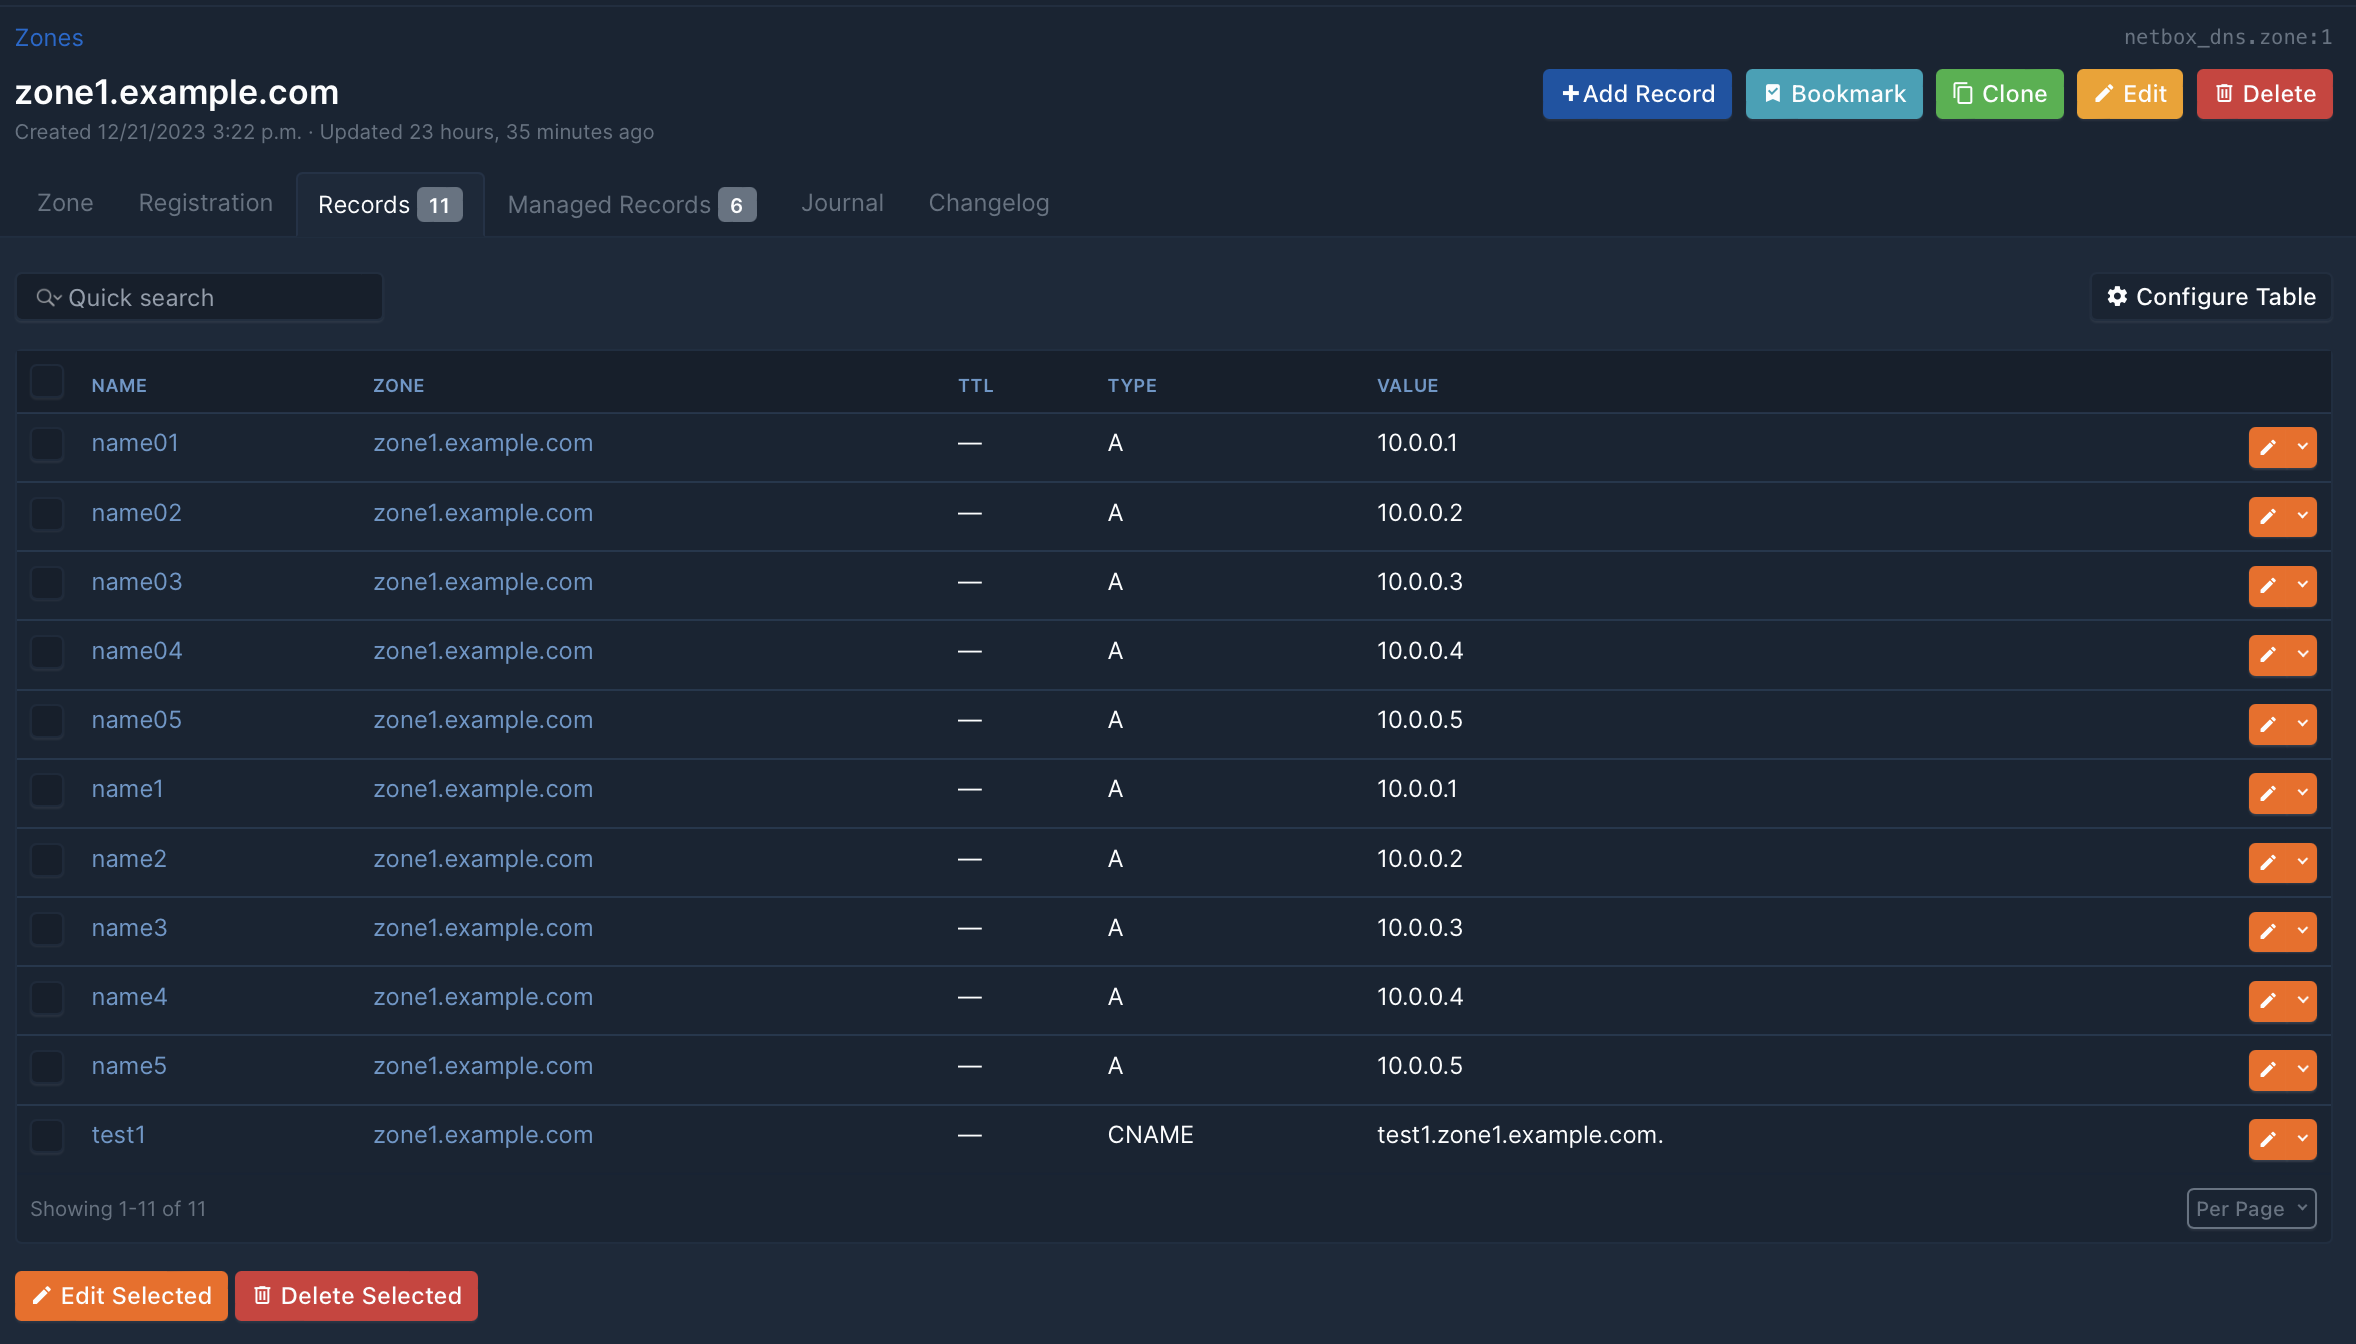 Zones
netbox_dns.zone:1
zone1.example.com
Add Record Bookmark Clone Edit Delete
Created 12/21/2023 3:22 p.m. · Updated 23 hours, 35 minutes ago
Zone Registration Records 11 Managed Records 6 Journal Changelog
Quick search
Configure Table
NAME ZONE TTL TYPE VALUE
name01 zone1.example.com — A 10.0.0.1
name02 zone1.example.com — A 10.0.0.2
name03 zone1.example.com — A 10.0.0.3
name04 zone1.example.com — A 10.0.0.4
name05 zone1.example.com — A 10.0.0.5
name1 zone1.example.com — A 10.0.0.1
name2 zone1.example.com — A 10.0.0.2
name3 zone1.example.com — A 10.0.0.3
name4 zone1.example.com — A 10.0.0.4
name5 zone1.example.com — A 10.0.0.5
test1 zone1.example.com — CNAME test1.zone1.example.com.
Showing 1-11 of 11
Per Page
Edit Selected Delete Selected